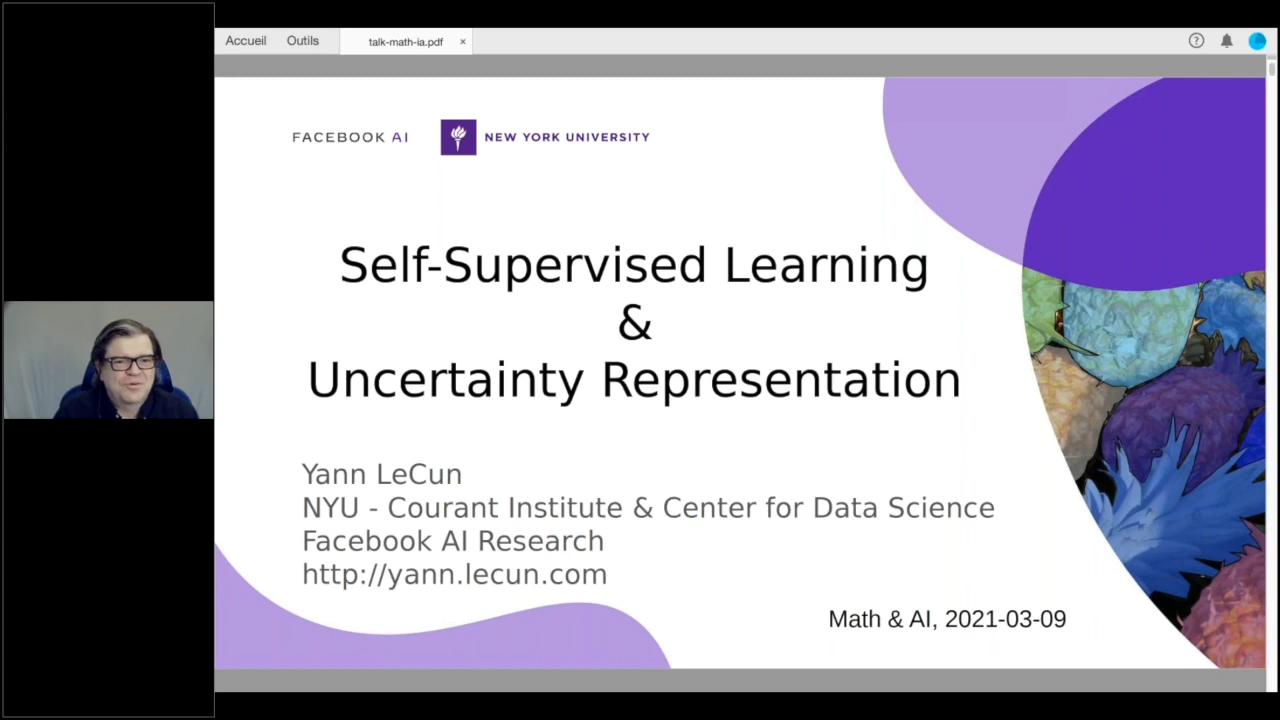 Accueil
Outils
talk-math-ia.pdf
×
?
FACEBOOK AI
NEW YORK UNIVERSITY
Self-Supervised Learning
&
Uncertainty Representation
Yann LeCun
NYU - Courant Institute & Center for Data Science
Facebook AI Research
http://yann.lecun.com
Math & AI, 2021-03-09